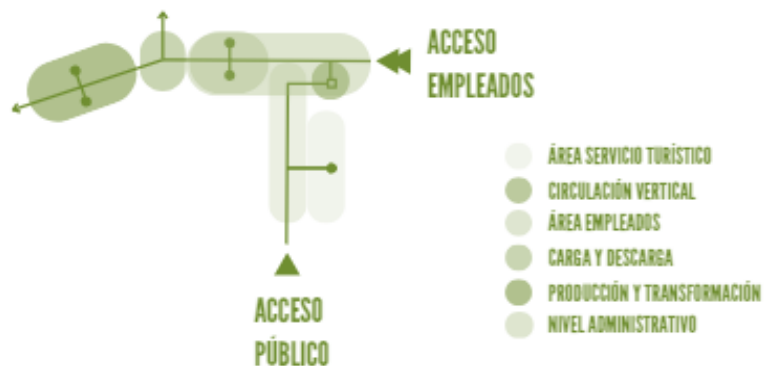 ACCESO
EMPLEADOS
ÁREA SERVICIO TURÍSTICO
CIRCULACIÓN VERTICAL
ÁREA EMPLEADOS
CARGA Y DESCARGA
PRODUCCIÓN Y TRANSFORMACIÓN
NIVEL ADMINISTRATIVO
ACCESO
PÚBLICO